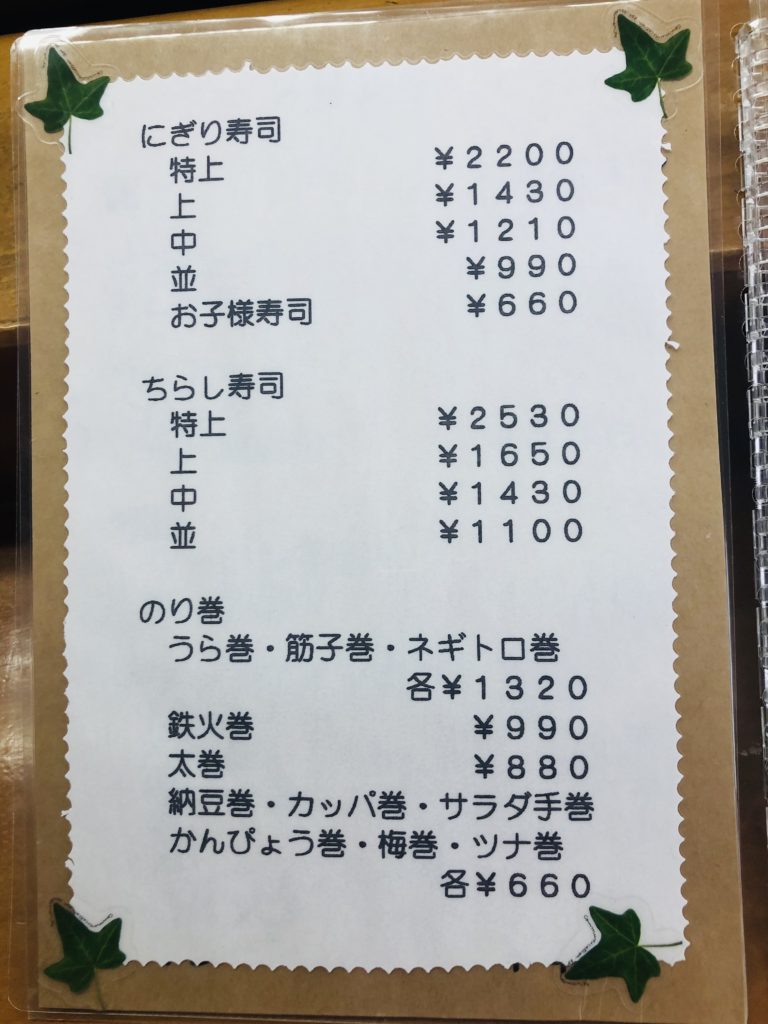 にぎり寿司
特上 ¥2200
上 ¥1430
中 ¥1210
並 ¥990
お子様寿司 ¥660
ちらし寿司
特上 ¥2530
上 ¥1650
中 ¥1430
並 ¥1100
のり巻
うら巻・筋子巻・ネギトロ巻
各¥1320
鉄火巻 ¥990
太巻 ¥880
納豆巻・カッパ巻・サラダ手巻
かんぴょう巻・梅巻・ツナ巻
各¥660